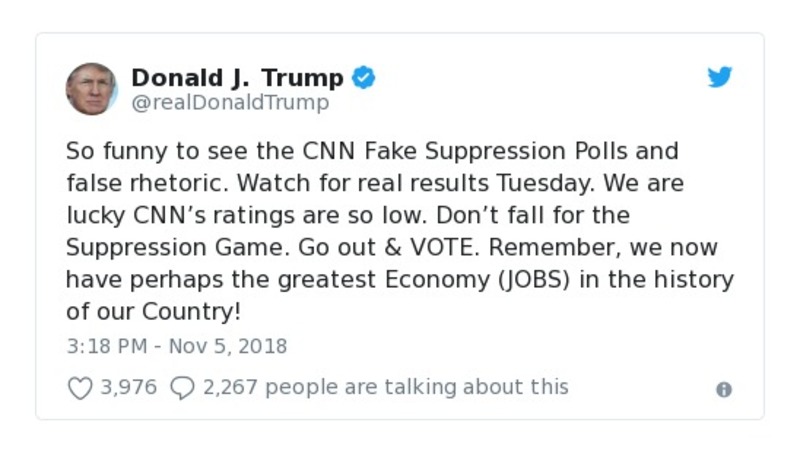 Donald J. Trump
@realDonaldTrump
So funny to see the CNN Fake Suppression Polls and
false rhetoric. Watch for real results Tuesday. We are
lucky CNN’s ratings are so low. Don’t fall for the
Suppression Game. Go out & VOTE. Remember, we now
have perhaps the greatest Economy (JOBS) in the history
of our Country!
3:18 PM - Nov 5, 2018
3,976 2,267 people are talking about this